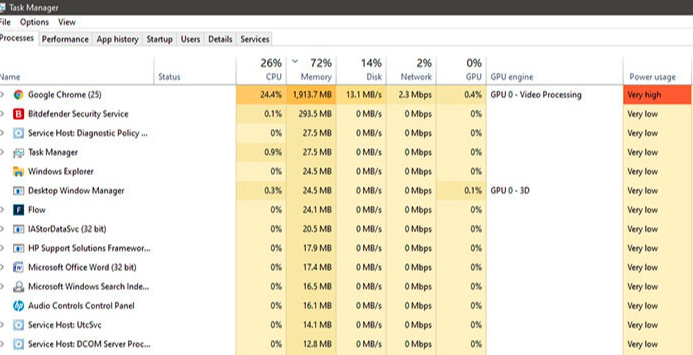 Task Manager
File Options View
Processes Performance App history Startup Users Details Services
26% 72% 14% 2% 0%
Name Status CPU Memory Disk Network GPU GPU engine Power usage
Google Chrome (25) 24.4% 1,913.7 MB 13.1 MB/s 2.3 Mbps 0.4% GPU 0 - Video Processing Very high
Bitdefender Security Service 0.1% 293.5 MB 0 MB/s 0 Mbps 0% Very low
Service Host: Diagnostic Policy ... 0% 27.5 MB 0 MB/s 0 Mbps 0% Very low
Task Manager 0.9% 27.5 MB 0 MB/s 0 Mbps 0% Very low
Windows Explorer 0% 24.5 MB 0 MB/s 0 Mbps 0% Very low
Desktop Window Manager 0.3% 24.5 MB 0 MB/s 0 Mbps 0.1% GPU 0 - 3D Very low
Flow 0% 24.1 MB 0 MB/s 0 Mbps 0% Very low
IAStorDataSvc (32 bit) 0% 20.5 MB 0 MB/s 0 Mbps 0% Very low
HP Support Solutions Framewor... 0% 17.9 MB 0 MB/s 0 Mbps 0% Very low
Microsoft Office Word (32 bit) 0% 17.4 MB 0 MB/s 0 Mbps 0% Very low
Microsoft Windows Search Inde... 0% 16.5 MB 0 MB/s 0 Mbps 0% Very low
Audio Controls Control Panel 0% 16.1 MB 0 MB/s 0 Mbps 0% Very low
Service Host: UtcSvc 0% 14.1 MB 0 MB/s 0 Mbps 0% Very low
Service Host: DCOM Server Proc... 0% 12.8 MB 0 MB/s 0 Mbps 0% Very low